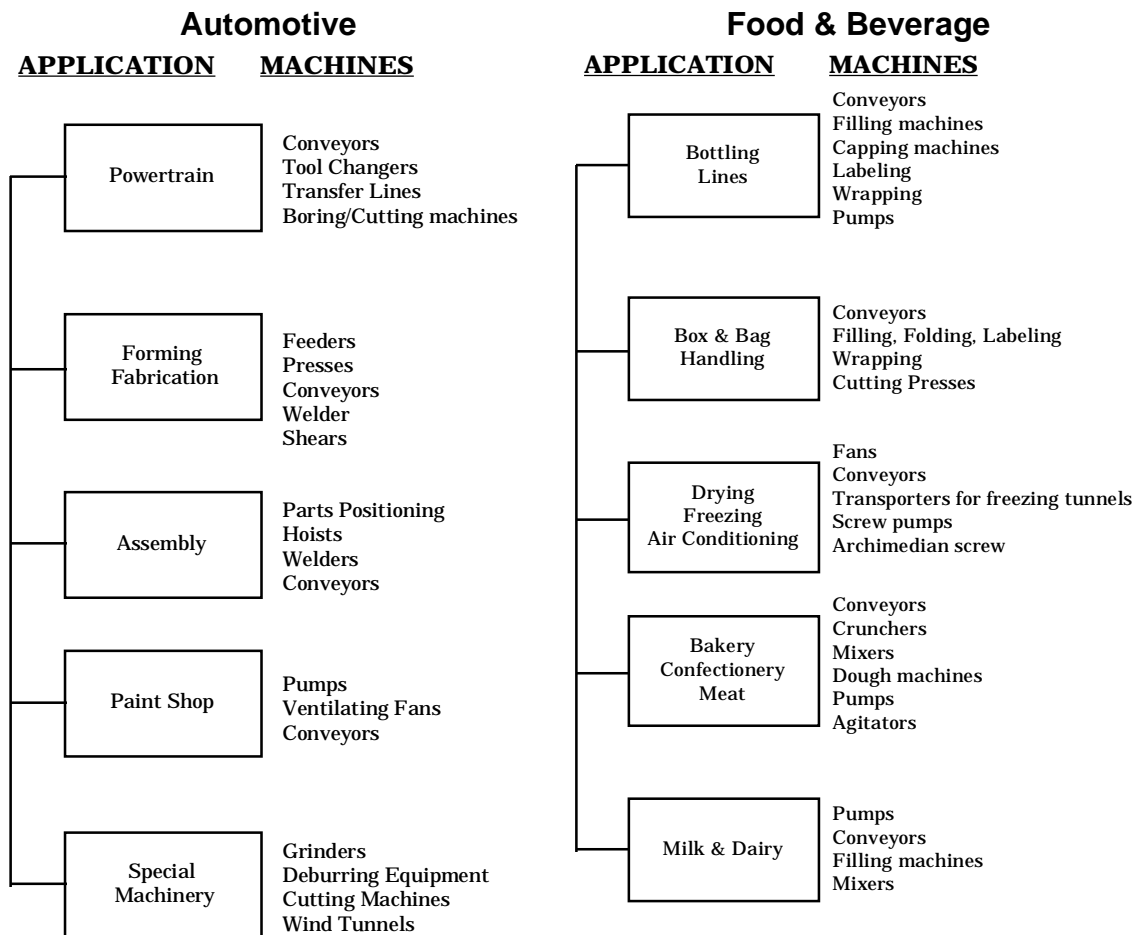 Automotive
APPLICATION MACHINES
Powertrain
Conveyors
Tool Changers
Transfer Lines
Boring/Cutting machines
Forming
Fabrication
Feeders
Presses
Conveyors
Welder
Shears
Assembly
Parts Positioning
Hoists
Welders
Conveyors
Paint Shop
Pumps
Ventilating Fans
Conveyors
Special
Machinery
Grinders
Deburring Equipment
Cutting Machines
Wind Tunnels
Food & Beverage
APPLICATION MACHINES
Bottling
Lines
Conveyors
Filling machines
Capping machines
Labeling
Wrapping
Pumps
Box & Bag
Handling
Conveyors
Filling, Folding, Labeling
Wrapping
Cutting Presses
Drying
Freezing
Air Conditioning
Fans
Conveyors
Transporters for freezing tunnels
Screw pumps
Archimedian screw
Bakery
Confectionery
Meat
Conveyors
Crunchers
Mixers
Dough machines
Pumps
Agitators
Milk & Dairy
Pumps
Conveyors
Filling machines
Mixers